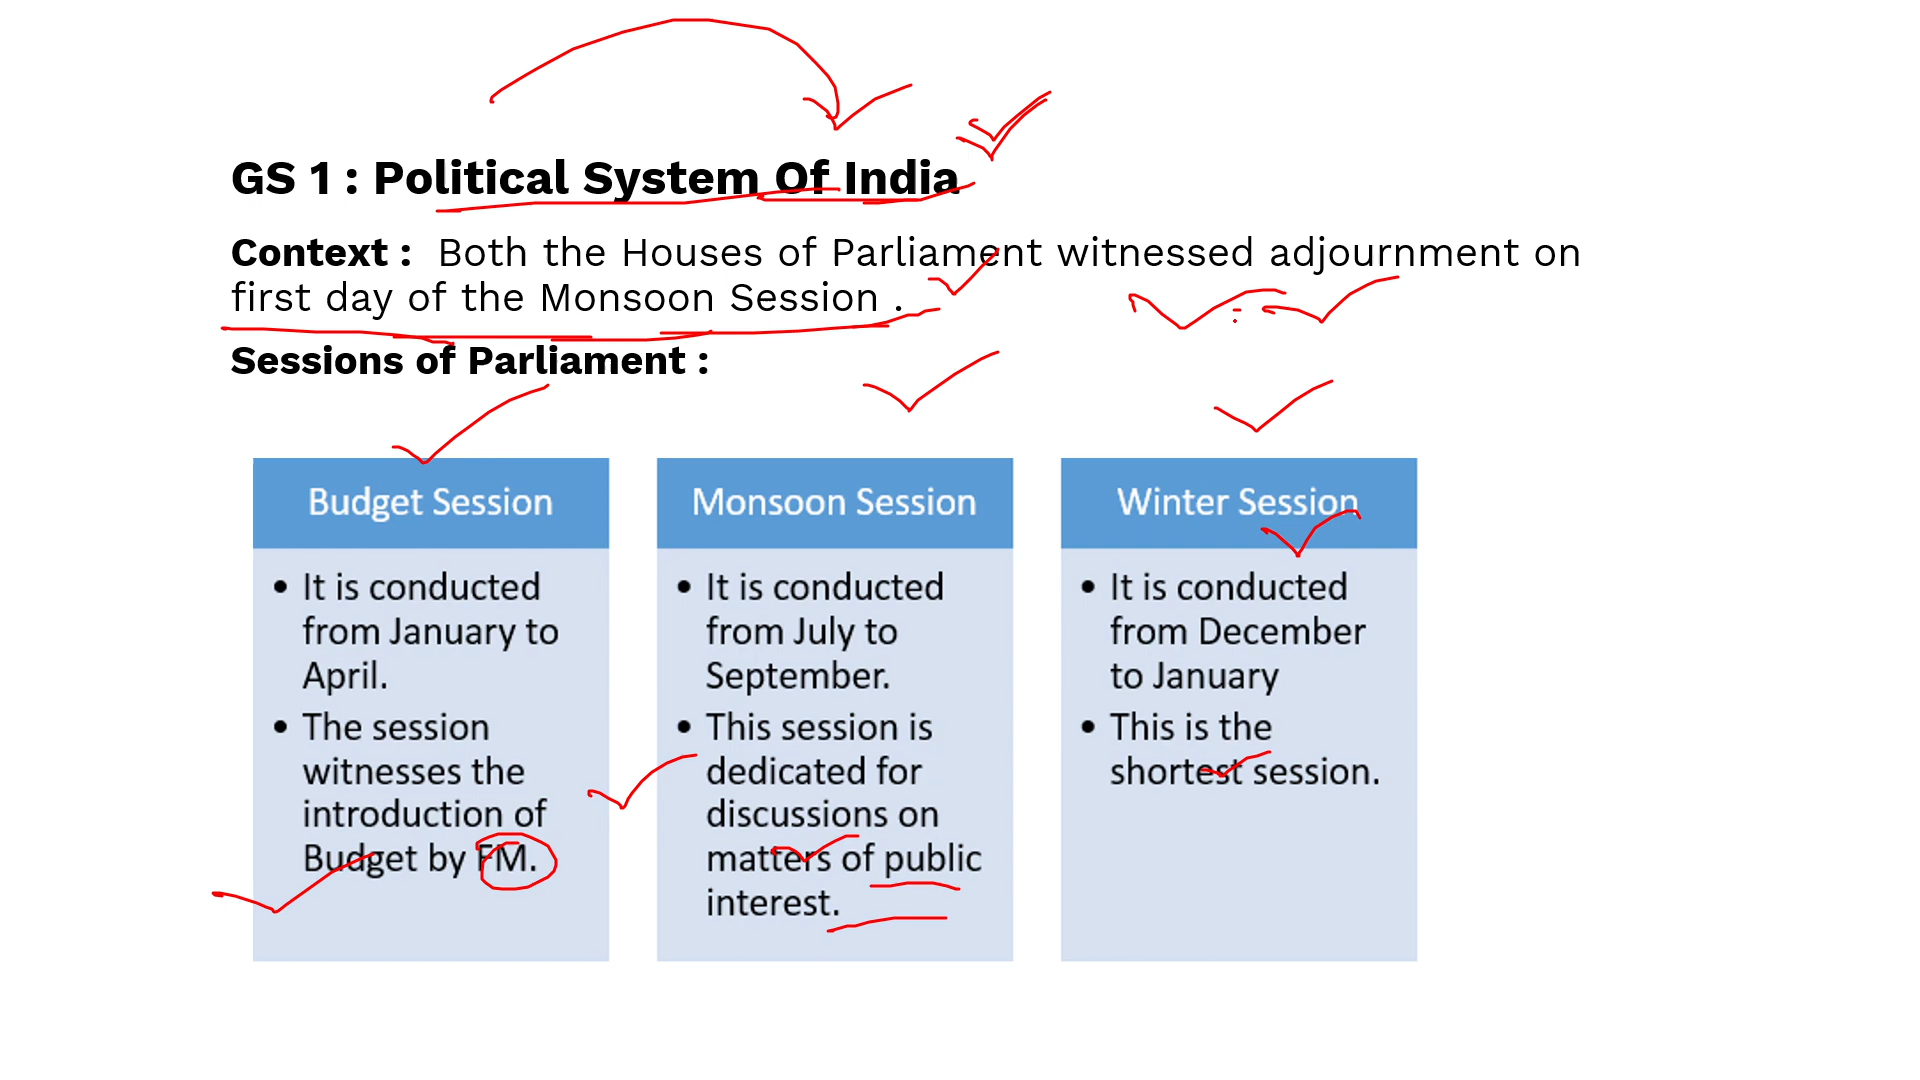 GS 1 : Political System Of India
Context : Both the Houses of Parliament witnessed adjournment on
first day of the Monsoon Session .
Sessions of Parliament :
Budget Session
• It is conducted
from January to
April.
• The session
witnesses the
introduction of
Budget by FM.
Monsoon Session
• It is conducted
from July to
September.
• This session is
dedicated for
discussions on
matters of public
interest.
Winter Session
• It is conducted
from December
to January
• This is the
shortest session.